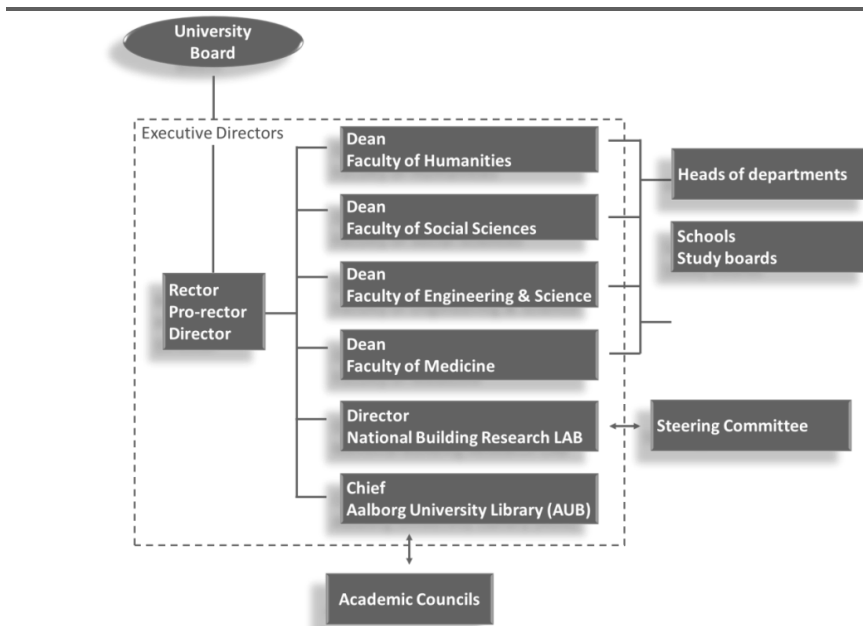 University
Board
Executive Directors
Dean
Faculty of Humanities
Dean
Faculty of Social Sciences
Dean
Faculty of Engineering & Science
Dean
Faculty of Medicine
Director
National Building Research LAB
Chief
Aalborg University Library (AUB)
Rector
Pro-rector
Director
Heads of departments
Schools
Study boards
Steering Committee
Academic Councils